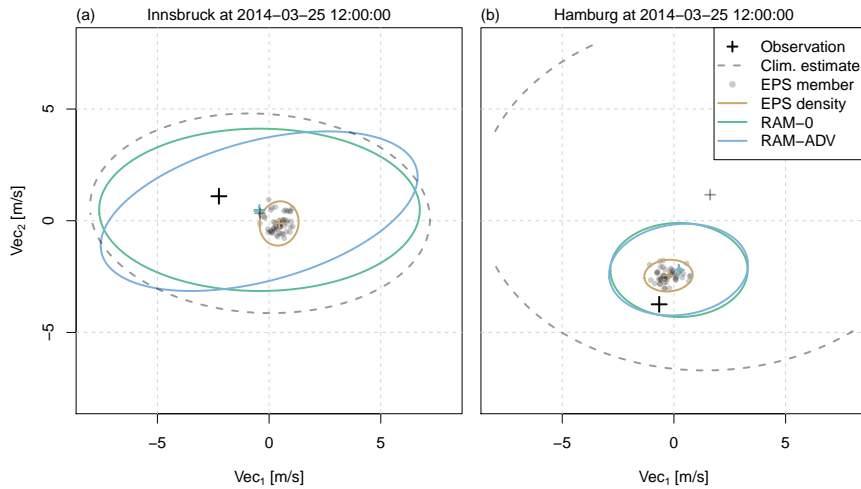 (a) Innsbruck at 2014−03−25 12:00:00
(b) Hamburg at 2014−03−25 12:00:00
Observation
Clim. estimate
EPS member
EPS density
RAM−0
RAM−ADV
Vec2 [m/s]
5
0
−5
−5 0 5
−5 0 5
Vec1 [m/s]
Vec1 [m/s]